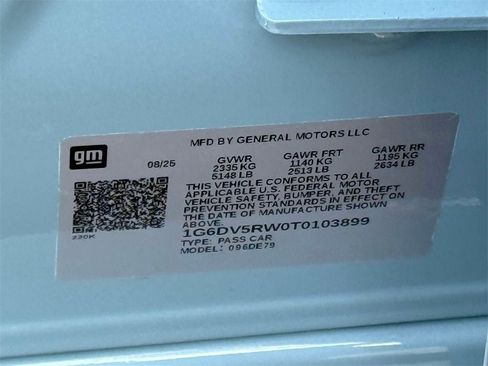 MFD BY GENERAL MOTORS LLC
gm
08/25 GVWR GAWR FRT GAWR RR
2335 KG 1140 KG 1195 KG
5148 LB 2513 LB 2634 LB
THIS VEHICLE CONFORMS TO ALL
APPLICABLE U.S. FEDERAL MOTOR
VEHICLE SAFETY, BUMPER, AND THEFT
PREVENTION STANDARDS IN EFFECT ON
THE DATE OF MANUFACTURE SHOWN
ABOVE.
230K
1G6DV5RW0T0103899
TYPE: PASS CAR
MODEL: 096DE79